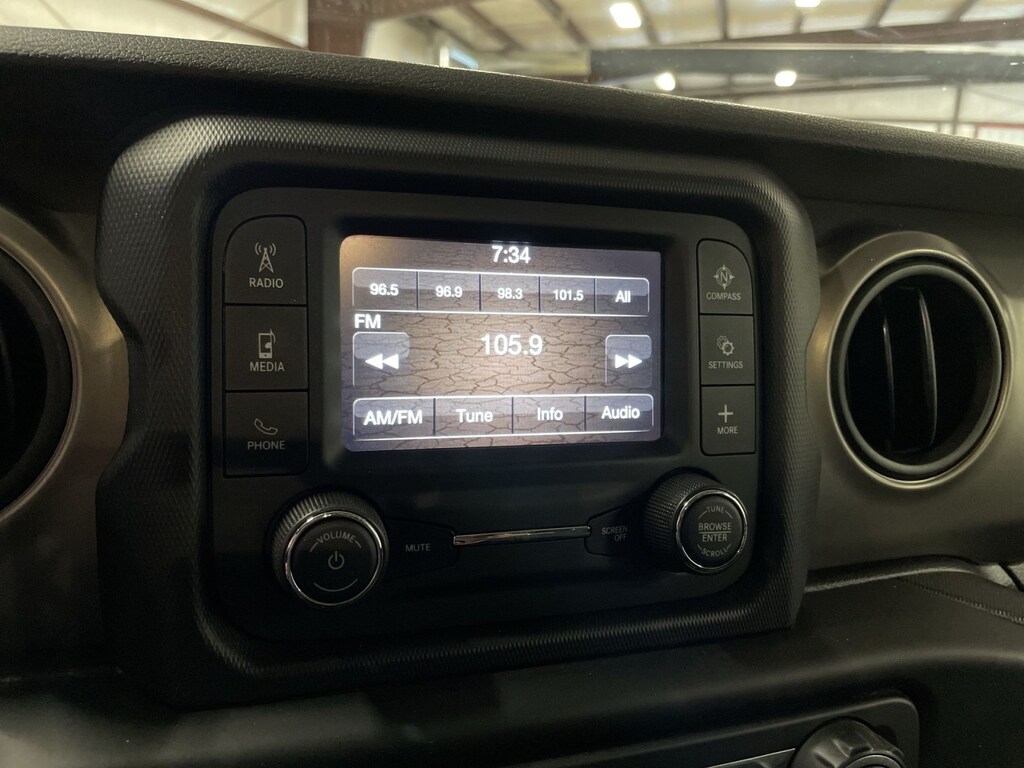 RADIO
MEDIA
PHONE
7:34
96.5 96.9 98.3 101.5 All
FM
105.9
AM/FM Tune Info Audio
N
COMPASS
SETTINGS
MORE
VOLUME
MUTE
SCREEN
OFF
TUNE
BROWSE
ENTER
SCROLL